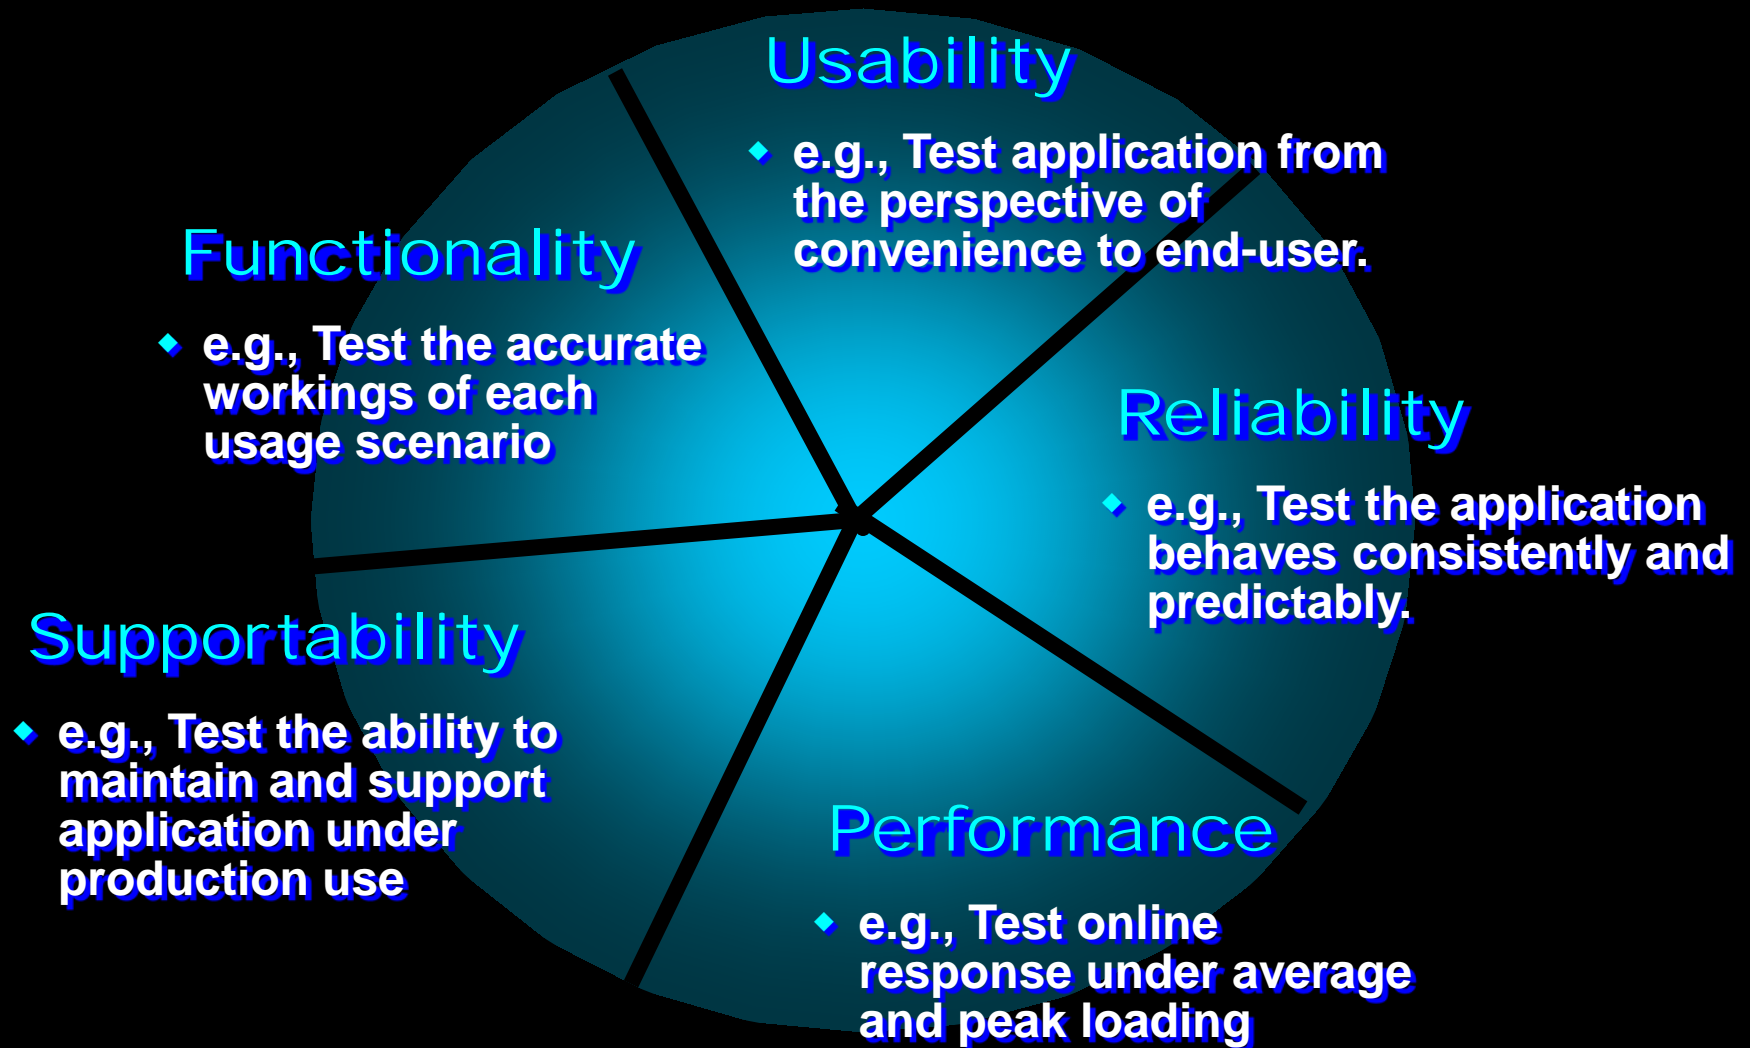 Usability
e.g., Test application from
the perspective of
convenience to end-user.
Functionality
e.g., Test the accurate
workings of each
usage scenario
Reliability
e.g., Test the application
behaves consistently and
predictably.
Supportability
e.g., Test the ability to
maintain and support
application under
production use
Performance
e.g., Test online
response under average
and peak loading